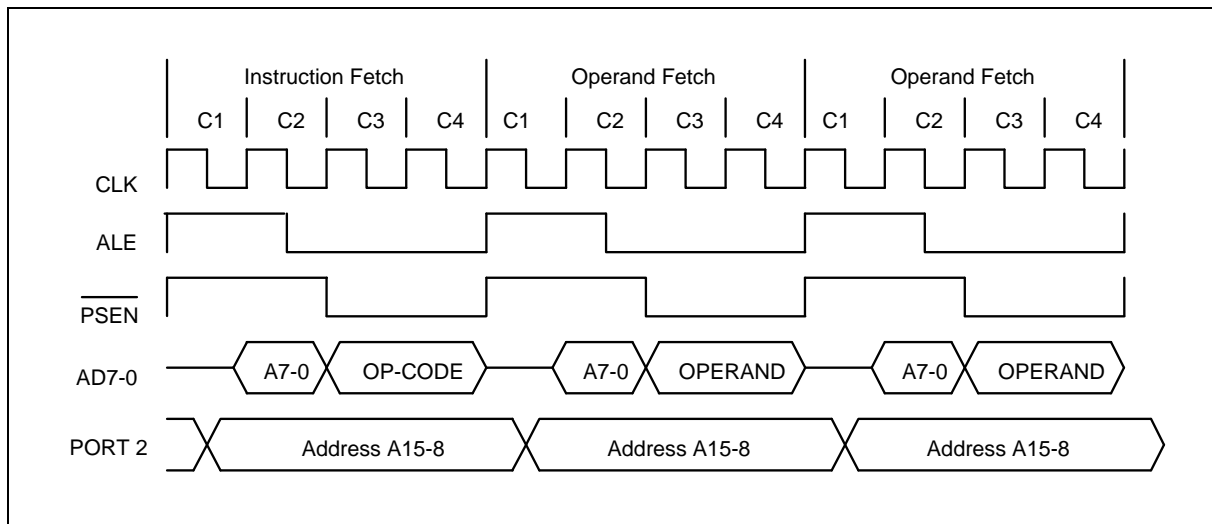 Instruction Fetch Operand Fetch Operand Fetch
C1 C2 C3 C4 C1 C2 C3 C4 C1 C2 C3 C4
CLK
ALE
PSEN
AD7-0 A7-0 OP-CODE A7-0 OPERAND A7-0 OPERAND
PORT 2 Address A15-8 Address A15-8 Address A15-8